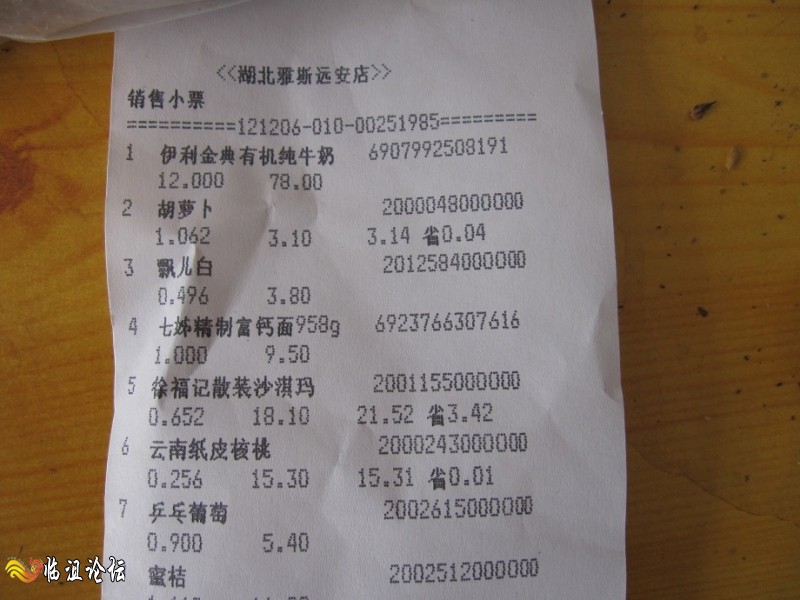 <<湖北雅斯远安店>>
销售小票
==========121206-010-00251985=========
1 伊利金典有机纯牛奶 6907992508191
12.000 78.00
2 胡萝卜 2000048000000
1.062 3.10 3.14 省0.04
3 飘儿白 2012584000000
0.496 3.80
4 七姊精制富钙面958g 6923766307616
1.000 9.50
5 徐福记散装沙淇玛 2001155000000
0.652 18.10 21.52 省3.42
6 云南纸皮核桃 2000243000000
0.256 15.30 15.31 省0.01
7 乒乓葡萄 2002615000000
0.900 5.40
蜜桔 2002512000000
临沮论坛